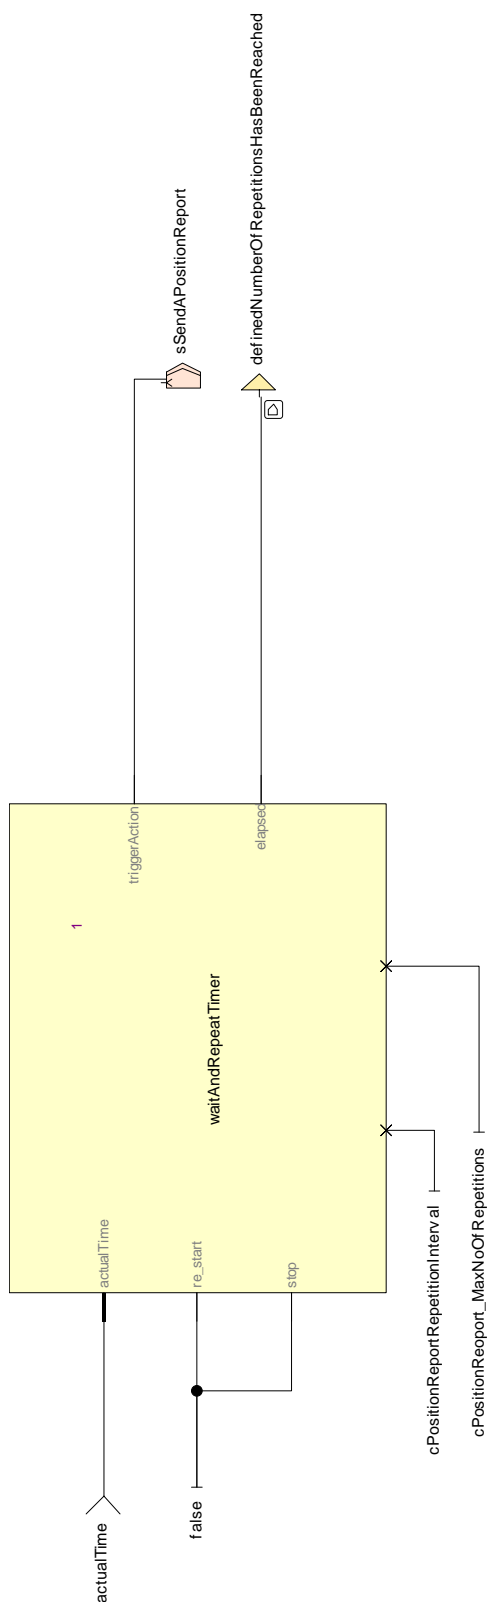 actualTime
false
actualTime
re_start
stop
1
waitAndRepeatTimer
triggerAction
elapsed
cPositionReportRepetitionInterval
cPositionReoport_MaxNoOfRepetitions
sSendAPositionReport
definedNumberOfRepetitionsHasBeenReached